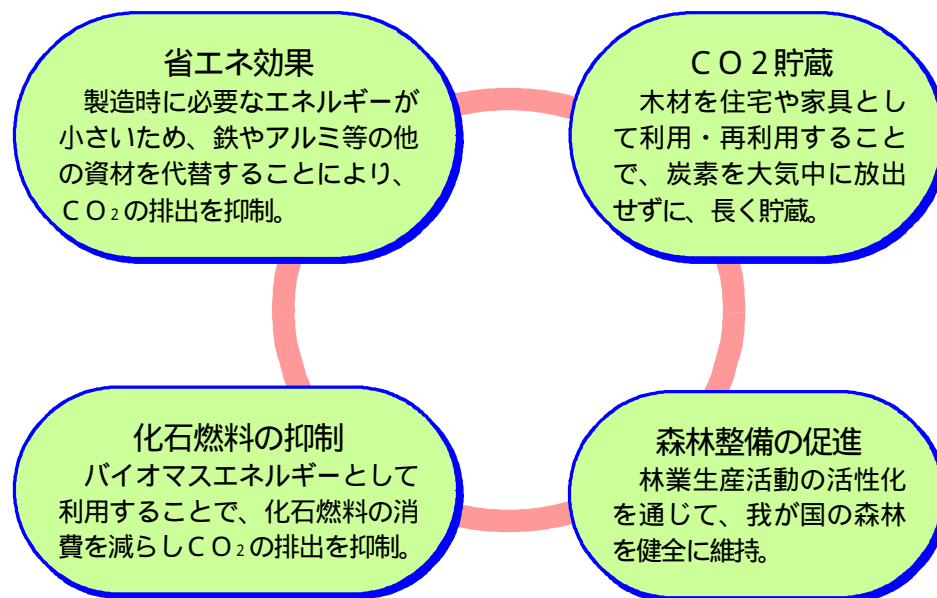 省エネ効果
製造時に必要なエネルギーが
小さいため、鉄やアルミ等の他
の資材を代替することにより、
ＣＯ₂の排出を抑制。
ＣＯ２貯蔵
木材を住宅や家具とし
て利用・再利用すること
で、炭素を大気中に放出
せずに、長く貯蔵。
化石燃料の抑制
バイオマスエネルギーとして
利用することで、化石燃料の消
費を減らしＣＯ₂の排出を抑制。
森林整備の促進
林業生産活動の活性化
を通じて、我が国の森林
を健全に維持。